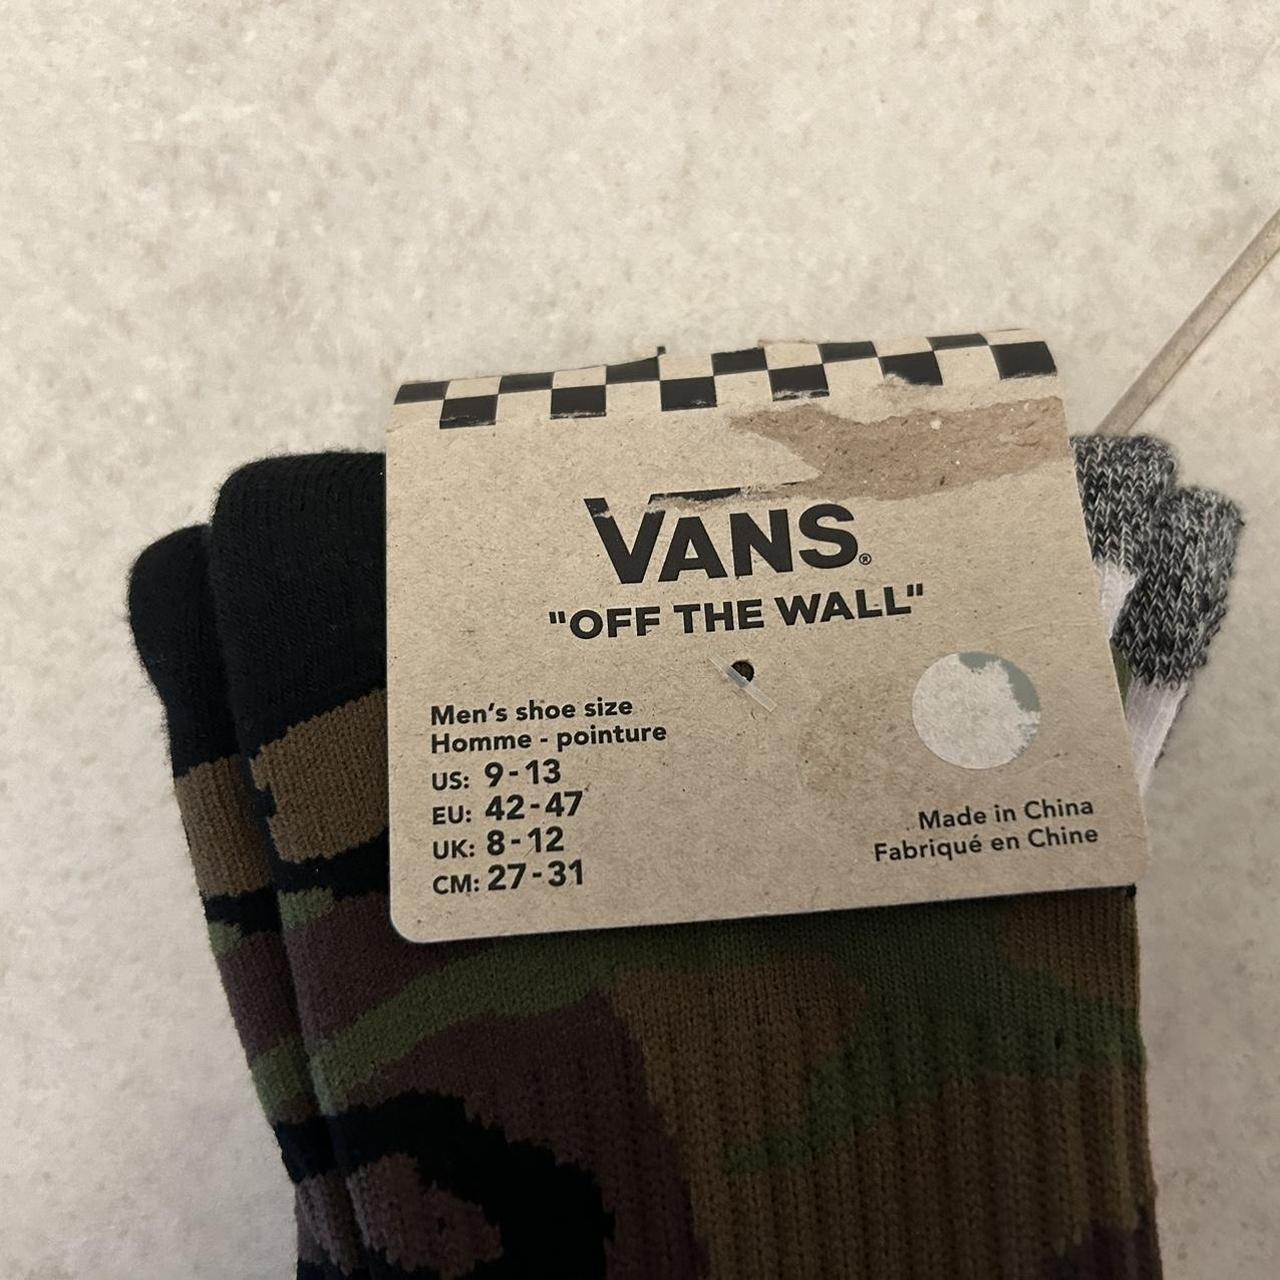 VANS®
"OFF THE WALL"
Men's shoe size
Homme - pointure
US: 9-13
EU: 42-47
UK: 8-12
CM: 27-31
Made in China
Fabriqué en Chine